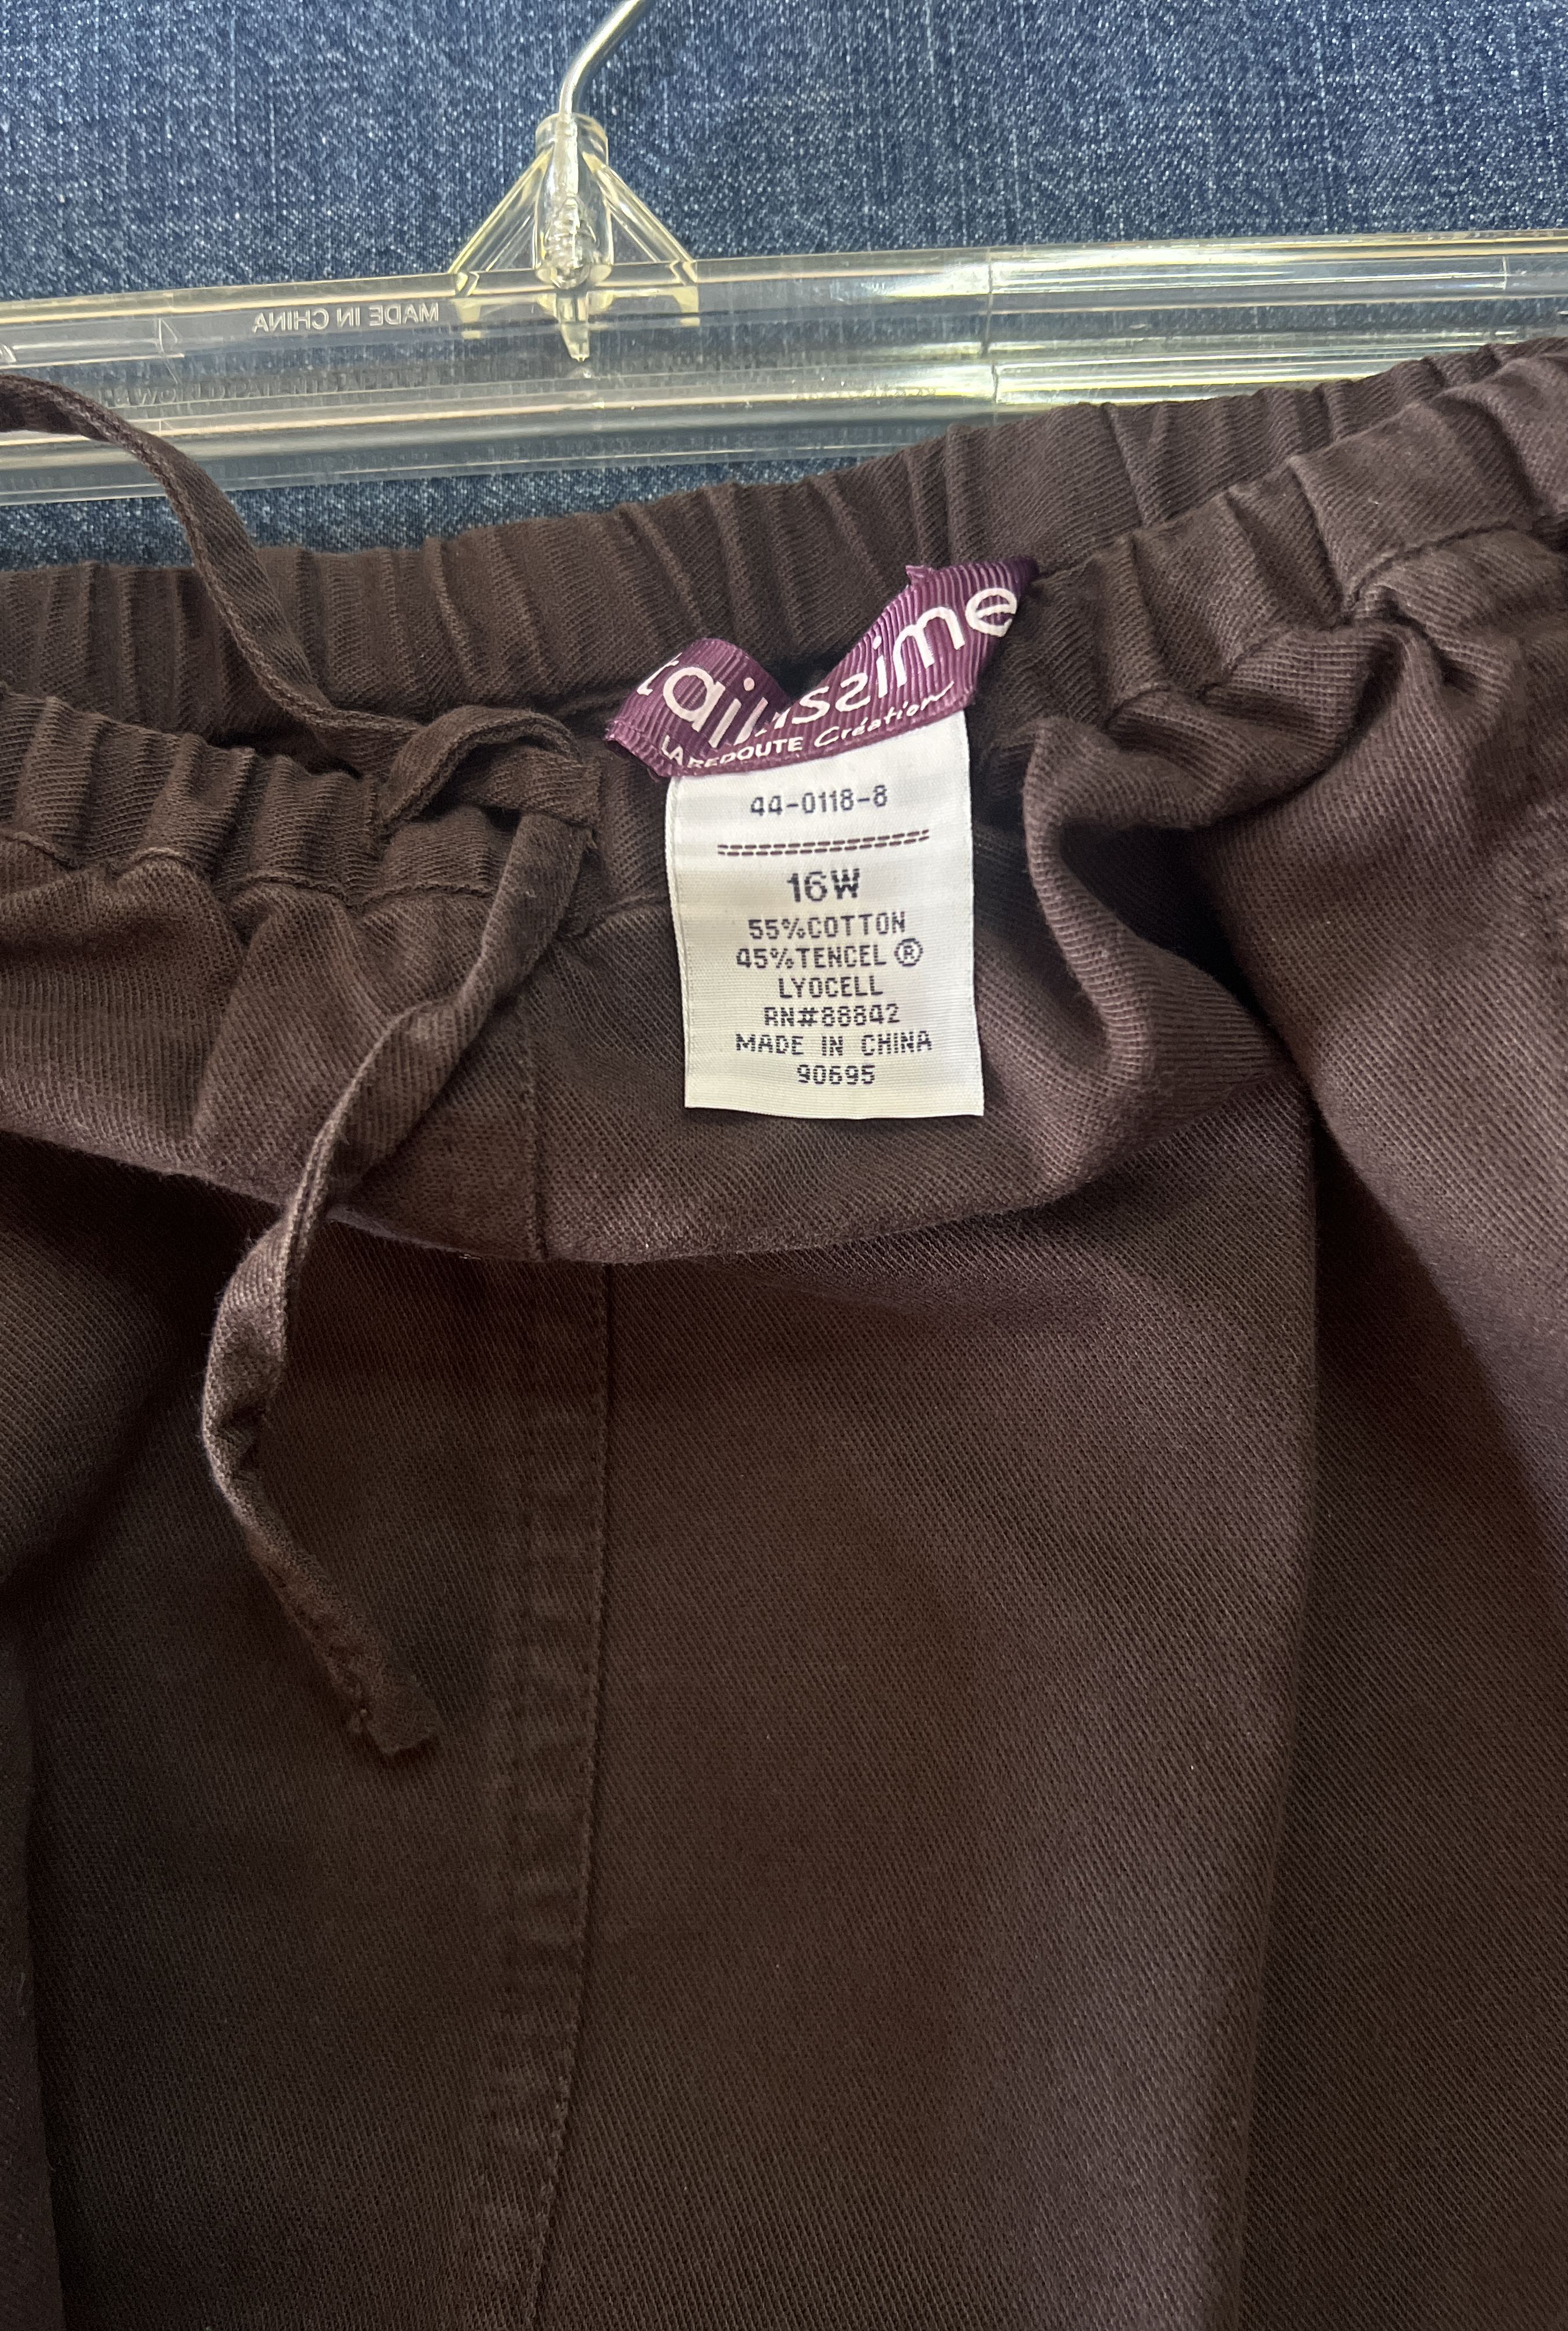 MADE IN CHINA
taillissime
LA REDOUTE Création
44-0118-8
16W
55%COTTON
45%TENCEL ®
LYOCELL
RN#88842
MADE IN CHINA
90695